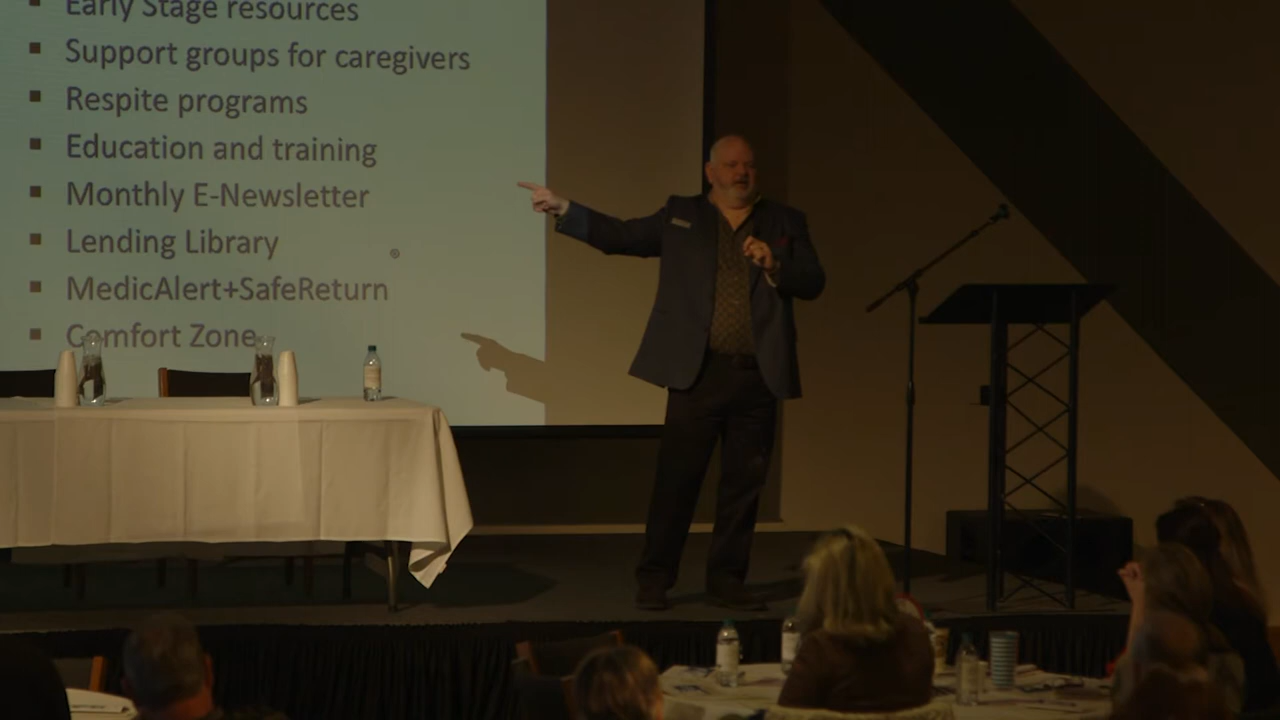 Early Stage resources
Support groups for caregivers
Respite programs
Education and training
Monthly E-Newsletter
Lending Library
MedicAlert+SafeReturn
Comfort Zone